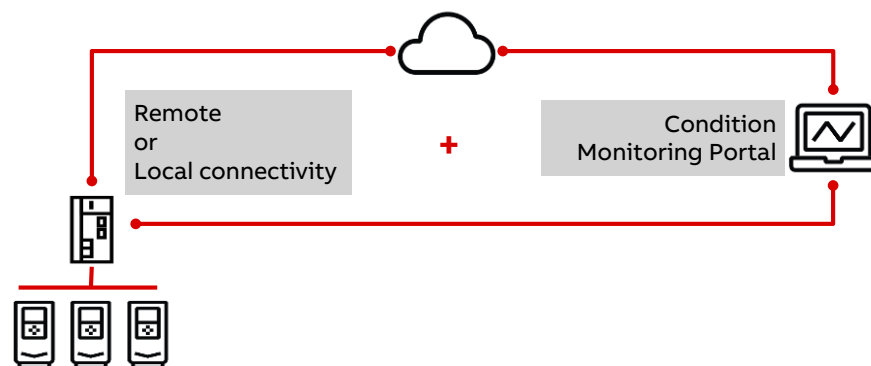 Remote
or
Local connectivity
+
Condition
Monitoring Portal